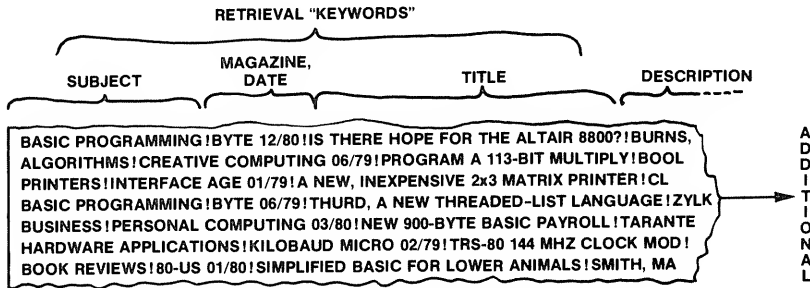 RETRIEVAL “KEYWORDS”
SUBJECT
MAGAZINE,
DATE
TITLE
DESCRIPTION
BASIC PROGRAMMING!BYTE 12/80!IS THERE HOPE FOR THE ALTAIR 8800?!BURNS,
ALGORITHMS!CREATIVE COMPUTING 06/79!PROGRAM A 113-BIT MULTIPLY!BOOL
PRINTERS!INTERFACE AGE 01/79!A NEW, INEXPENSIVE 2x3 MATRIX PRINTER!CL
BASIC PROGRAMMING!BYTE 06/79!THURD, A NEW THREADED-LIST LANGUAGE!ZYLK
BUSINESS!PERSONAL COMPUTING 03/80!NEW 900-BYTE BASIC PAYROLL!TARANTE
HARDWARE APPLICATIONS!KILOBAUD MICRO 02/79!TRS-80 144 MHZ CLOCK MOD!
BOOK REVIEWS!80-US 01/80!SIMPLIFIED BASIC FOR LOWER ANIMALS!SMITH, MA
ADDITIONAL